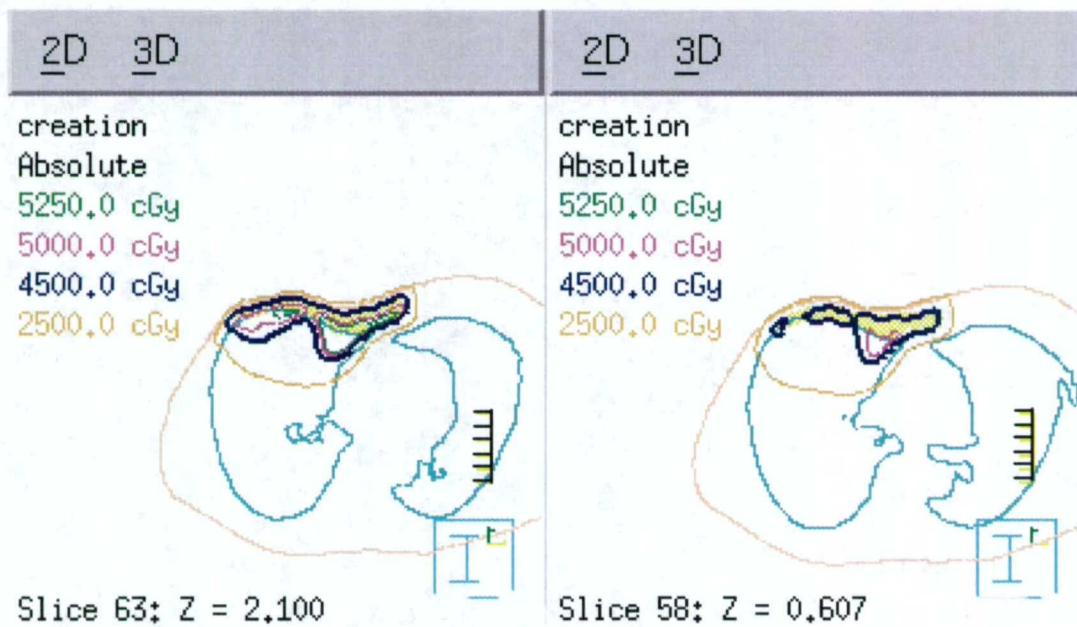 2D 3D
creation
Absolute
5250.0 cGy
5000.0 cGy
4500.0 cGy
2500.0 cGy
Slice 63: Z = 2.100
2D 3D
creation
Absolute
5250.0 cGy
5000.0 cGy
4500.0 cGy
2500.0 cGy
Slice 58: Z = 0.607